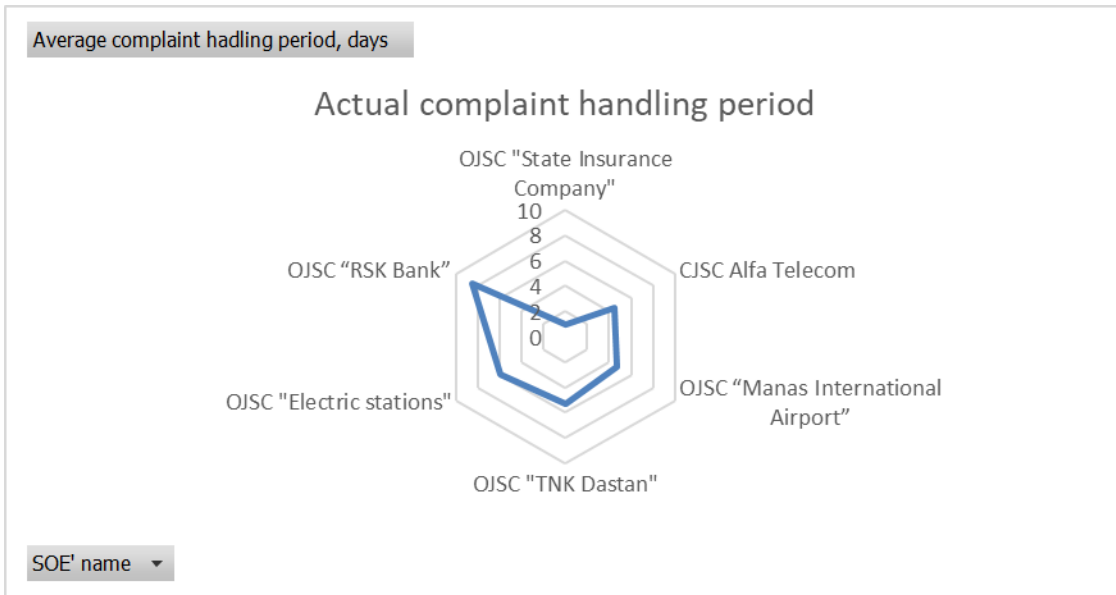 Average complaint hadling period, days
Actual complaint handling period
OJSC "State Insurance
Company"
10
8
6
4
2
0
OJSC “RSK Bank”
CJSC Alfa Telecom
OJSC "Electric stations"
OJSC “Manas International
Airport”
OJSC "TNK Dastan"
SOE' name